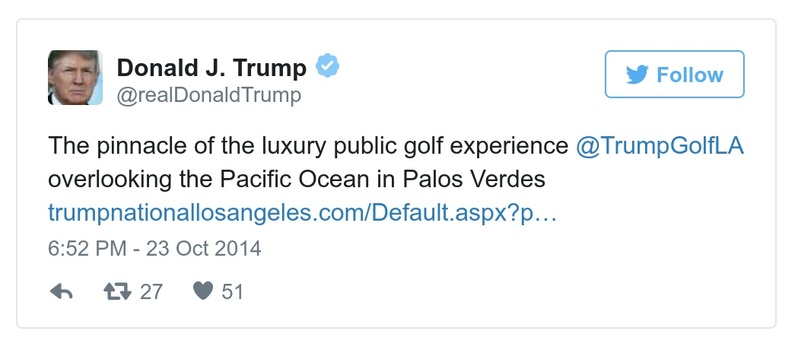 Donald J. Trump
@realDonaldTrump
Follow
The pinnacle of the luxury public golf experience @TrumpGolfLA
overlooking the Pacific Ocean in Palos Verdes
trumpnationallosangeles.com/Default.aspx?p…
6:52 PM - 23 Oct 2014
27 51